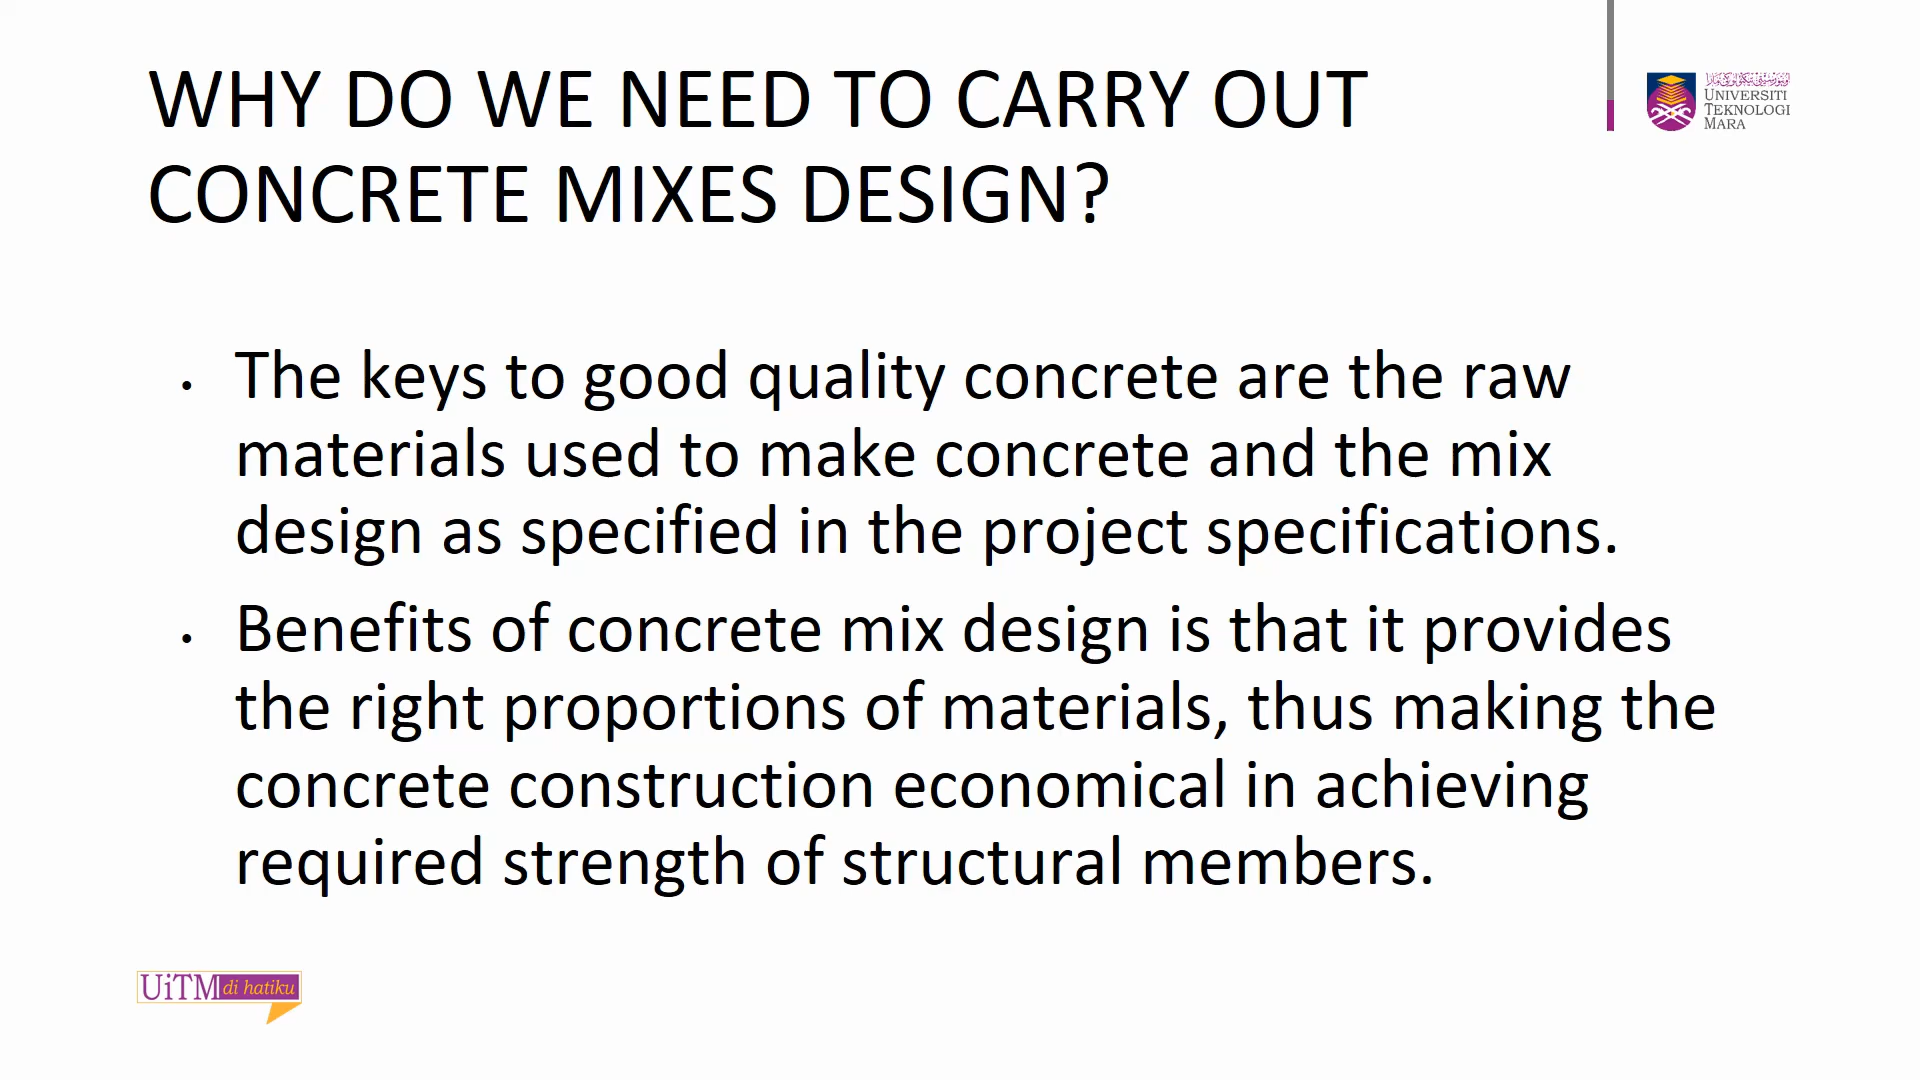 WHY DO WE NEED TO CARRY OUT
CONCRETE MIXES DESIGN?
UNIVERSITI
TEKNOLOGI
MARA
• The keys to good quality concrete are the raw
materials used to make concrete and the mix
design as specified in the project specifications.
• Benefits of concrete mix design is that it provides
the right proportions of materials, thus making the
concrete construction economical in achieving
required strength of structural members.
UiTM di hatiku